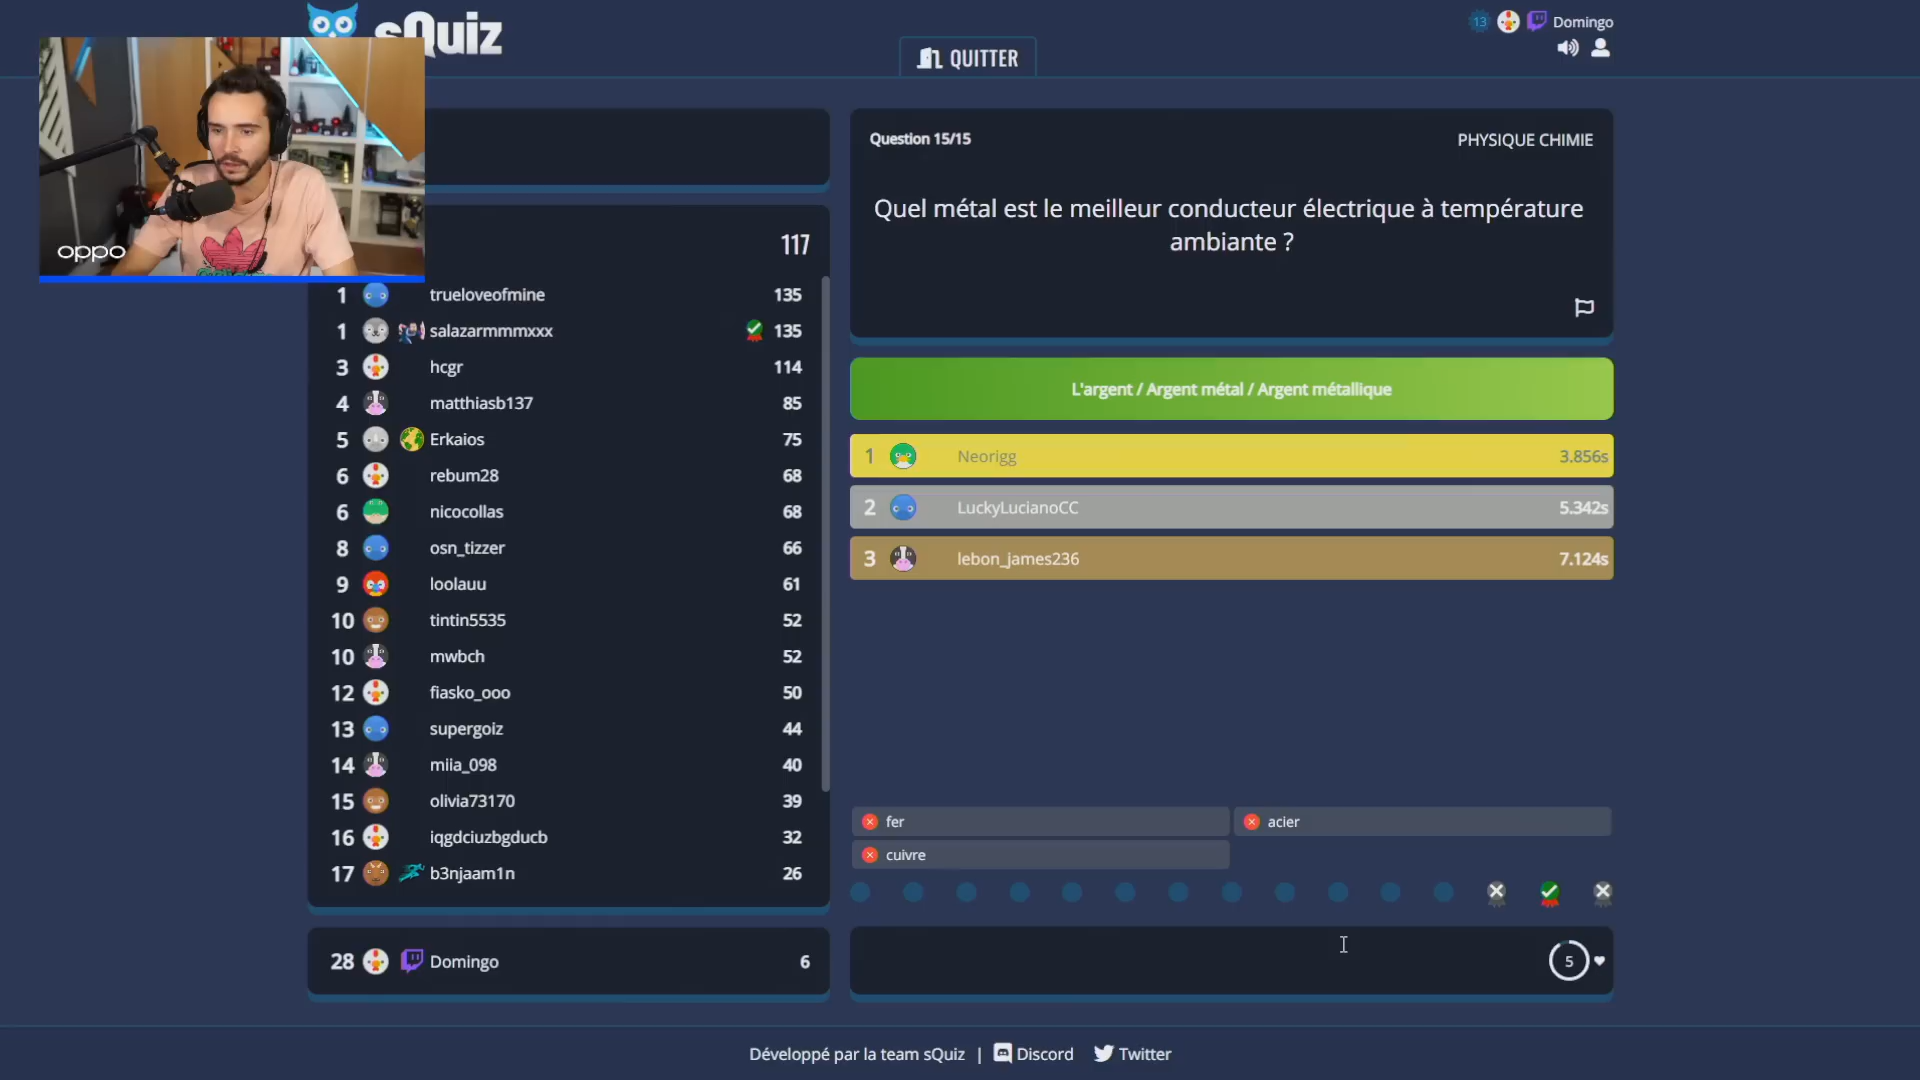 sQuiz
QUITTER
13
Domingo
oppo
117
1 trueloveofmine 135
1 salazarmmmxxx 135
3 hcgr 114
4 matthiasb137 85
5 Erkaios 75
6 rebum28 68
6 nicocollas 68
8 osn_tizzer 66
9 loolauu 61
10 tintin5535 52
10 mwbch 52
12 fiasko_ooo 50
13 supergoiz 44
14 miia_098 40
15 olivia73170 39
16 iqgdciuzbgducb 32
17 b3njaam1n 26
28 Domingo 6
Question 15/15
PHYSIQUE CHIMIE
Quel métal est le meilleur conducteur électrique à température
ambiante ?
L'argent / Argent métal / Argent métallique
1 Neorigg 3.856s
2 LuckyLucianoCC 5.342s
3 lebon_james236 7.124s
fer
acier
cuivre
5
Développé par la team sQuiz | Discord Twitter